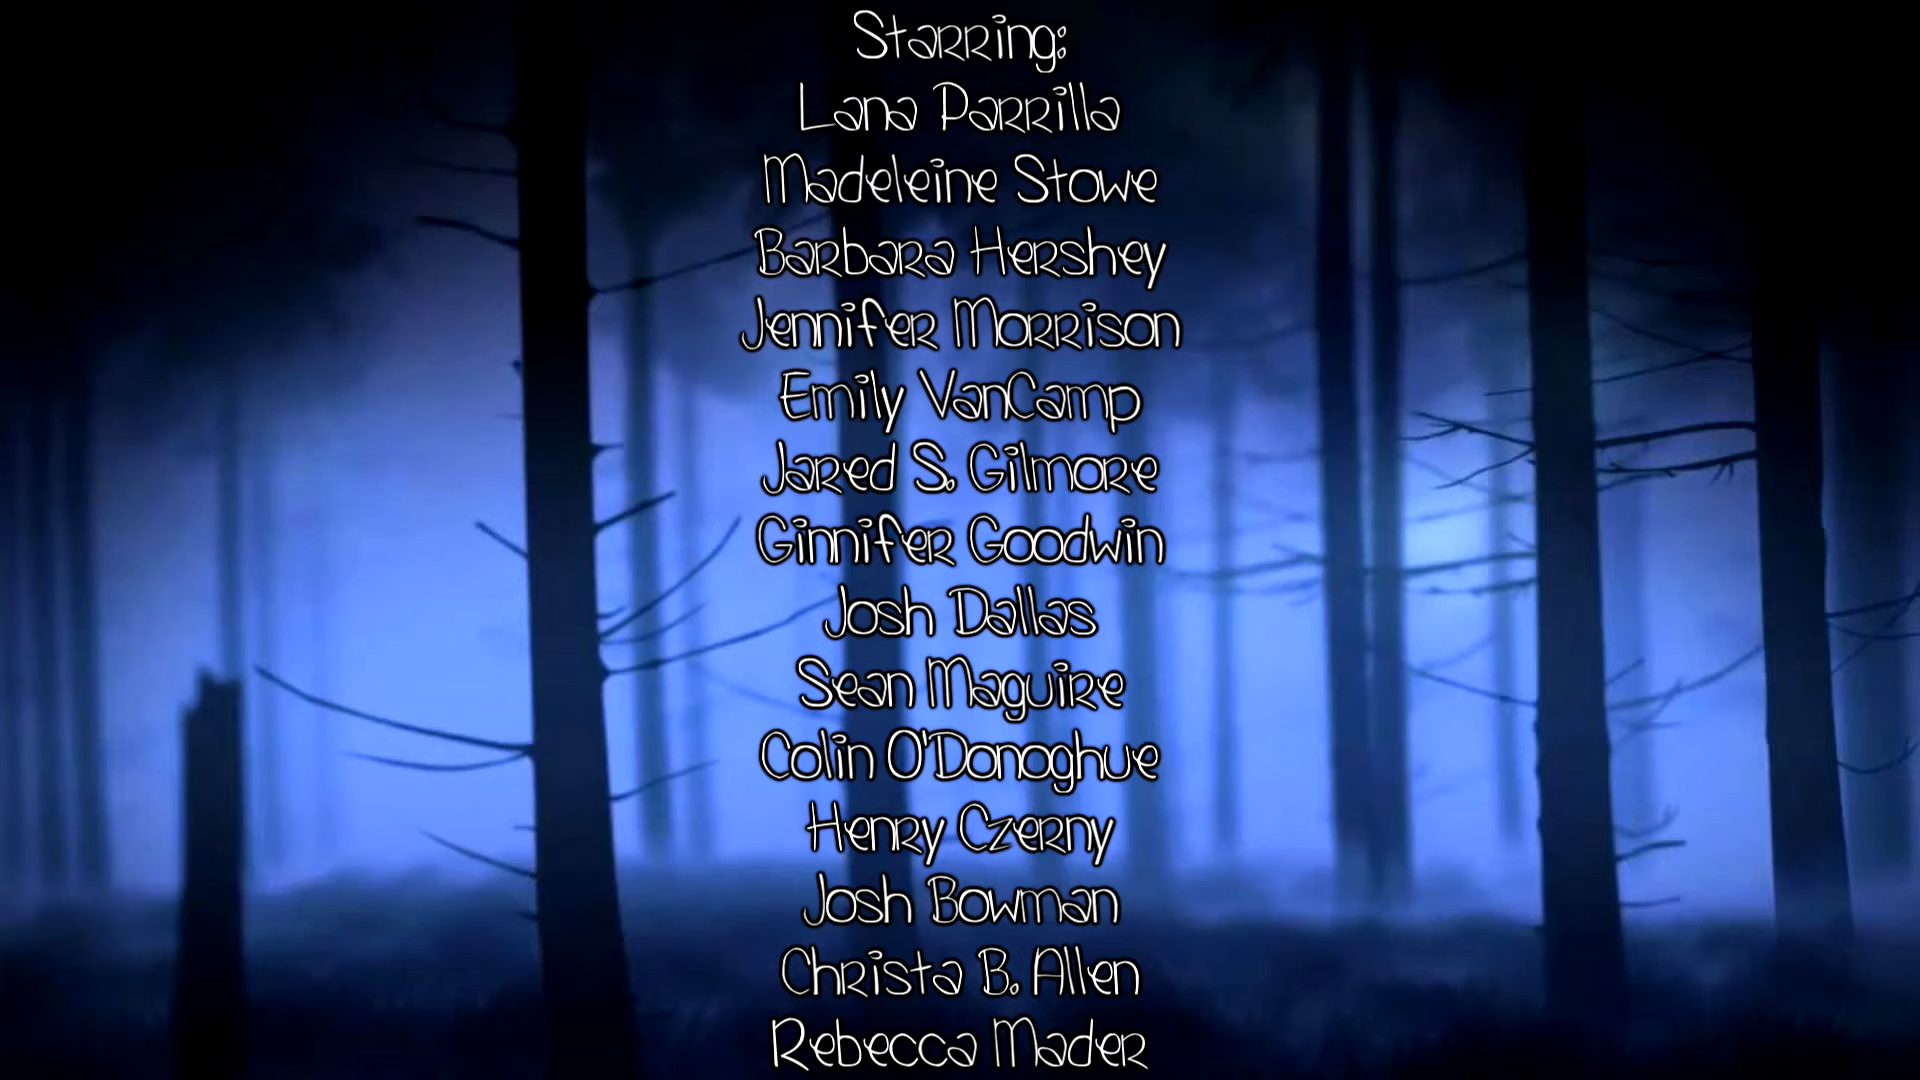 Starring:
Lana Parrilla
Madeleine Stowe
Barbara Hershey
Jennifer Morrison
Emily VanCamp
Jared S. Gilmore
Ginnifer Goodwin
Josh Dallas
Sean Maguire
Colin O'Donoghue
Henry Czerny
Josh Bowman
Christa B. Allen
Rebecca Mader